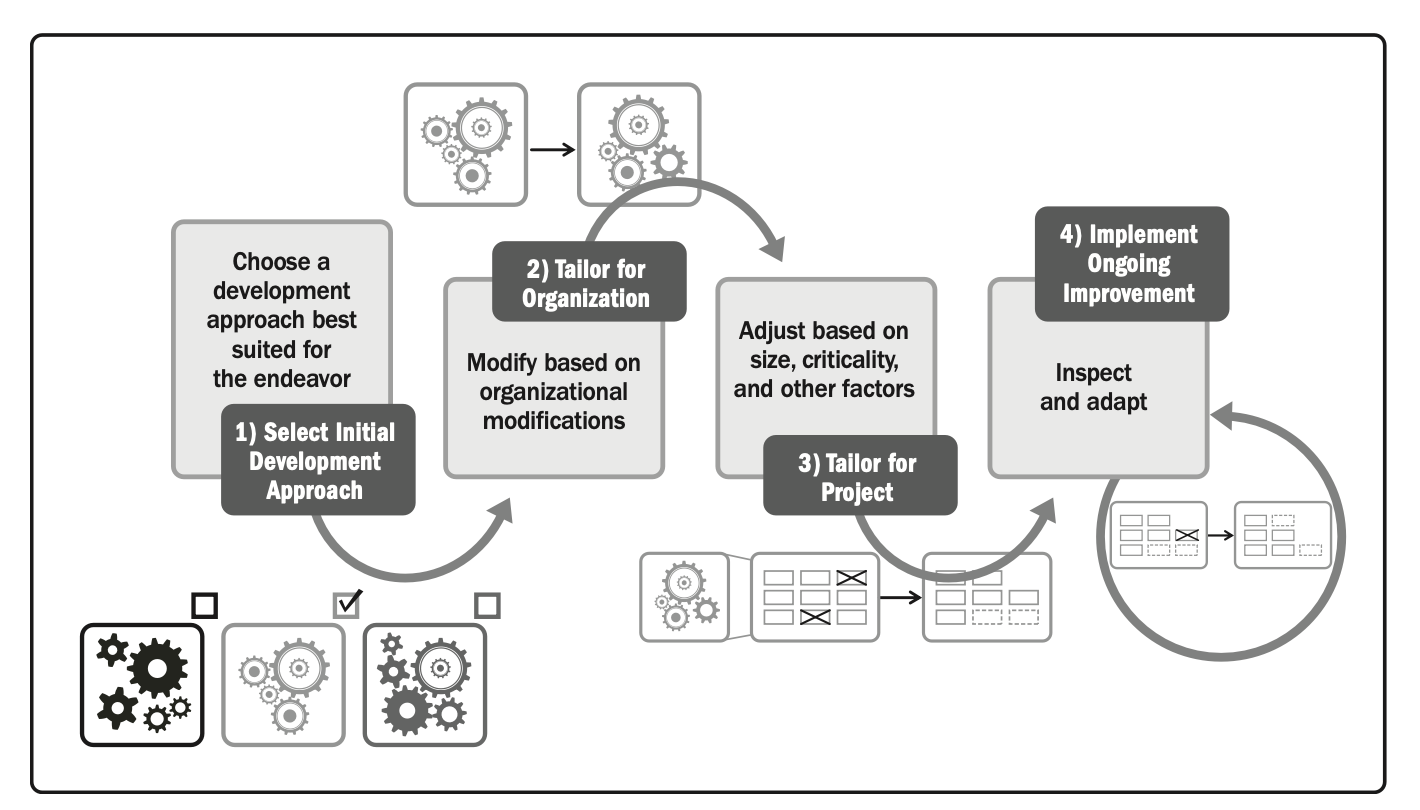 Choose a
development
approach best
suited for
the endeavor
1) Select Initial
Development
Approach
2) Tailor for
Organization
Modify based on
organizational
modifications
Adjust based on
size, criticality,
and other factors
3) Tailor for
Project
4) Implement
Ongoing
Improvement
Inspect
and adapt